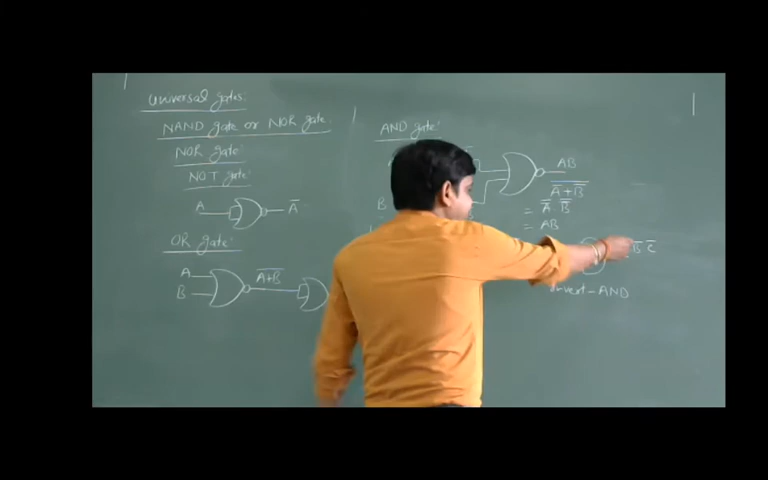 Universal gates:
NAND gate or NOR gate.
NOR gate:
NOT gate:
A
A̅
OR gate:
A
B
A̅+̅B̅
AND gate:
B
AB
A̅ + B̅
= A̅ . B̅
= AB
B̅ C̅
invert - AND